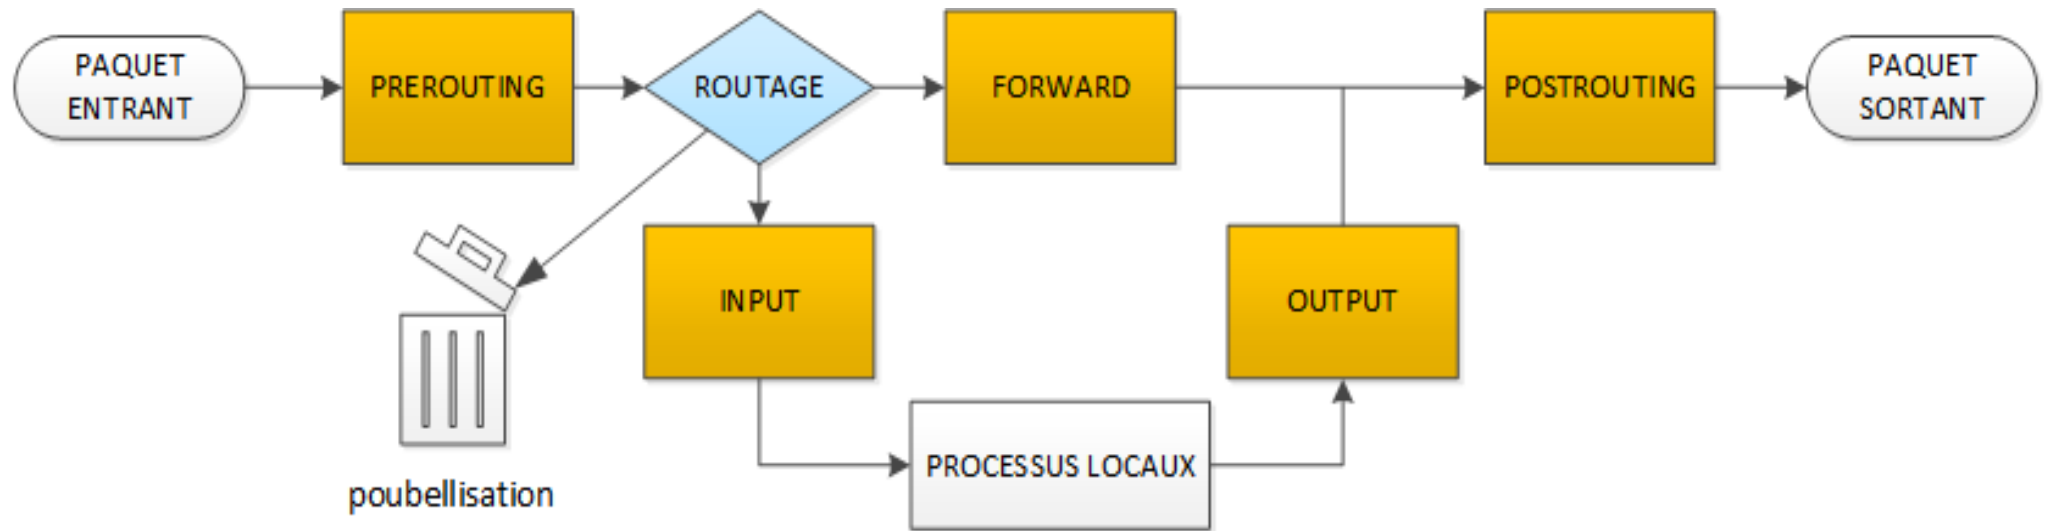 PAQUET
ENTRANT
PREROUTING
ROUTAGE
FORWARD
POSTROUTING
PAQUET
SORTANT
INPUT
OUTPUT
PROCESSUS LOCAUX
poubellisation